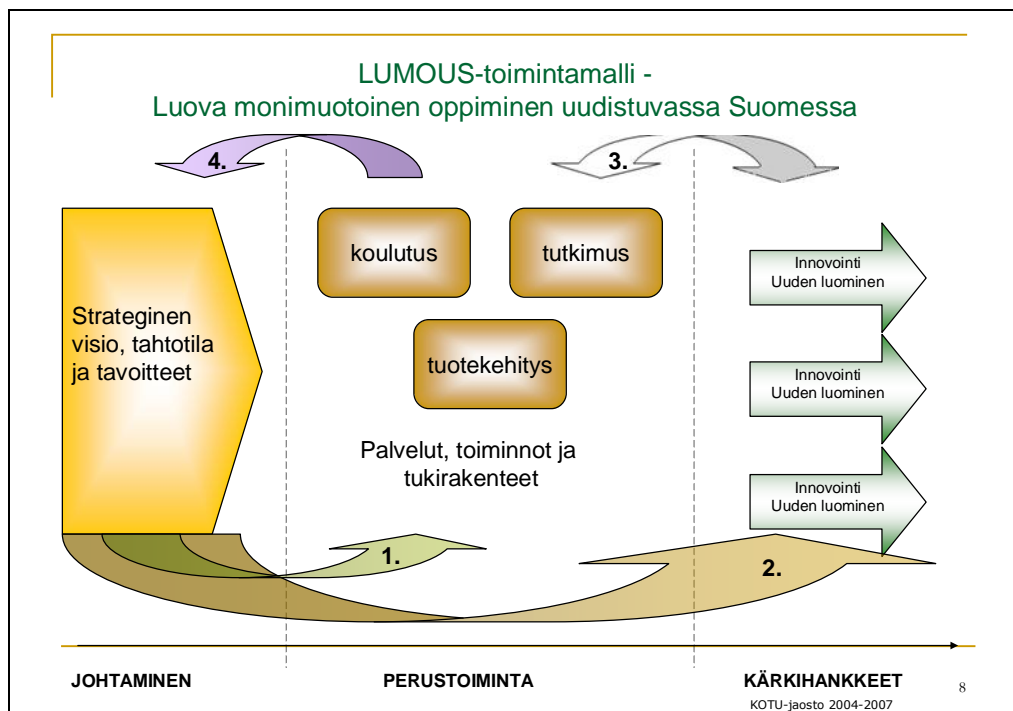 LUMOUS-toimintamalli -
Luova monimuotoinen oppiminen uudistuvassa Suomessa
4.
3.
koulutus
tutkimus
tuotekehitys
Strateginen
visio, tahtotila
ja tavoitteet
Innovointi
Uuden luominen
Innovointi
Uuden luominen
Innovointi
Uuden luominen
Palvelut, toiminnot ja
tukirakenteet
1.
2.
JOHTAMINEN
PERUSTOIMINTA
KÄRKIHANKKEET
8
KOTU-jaosto 2004-2007